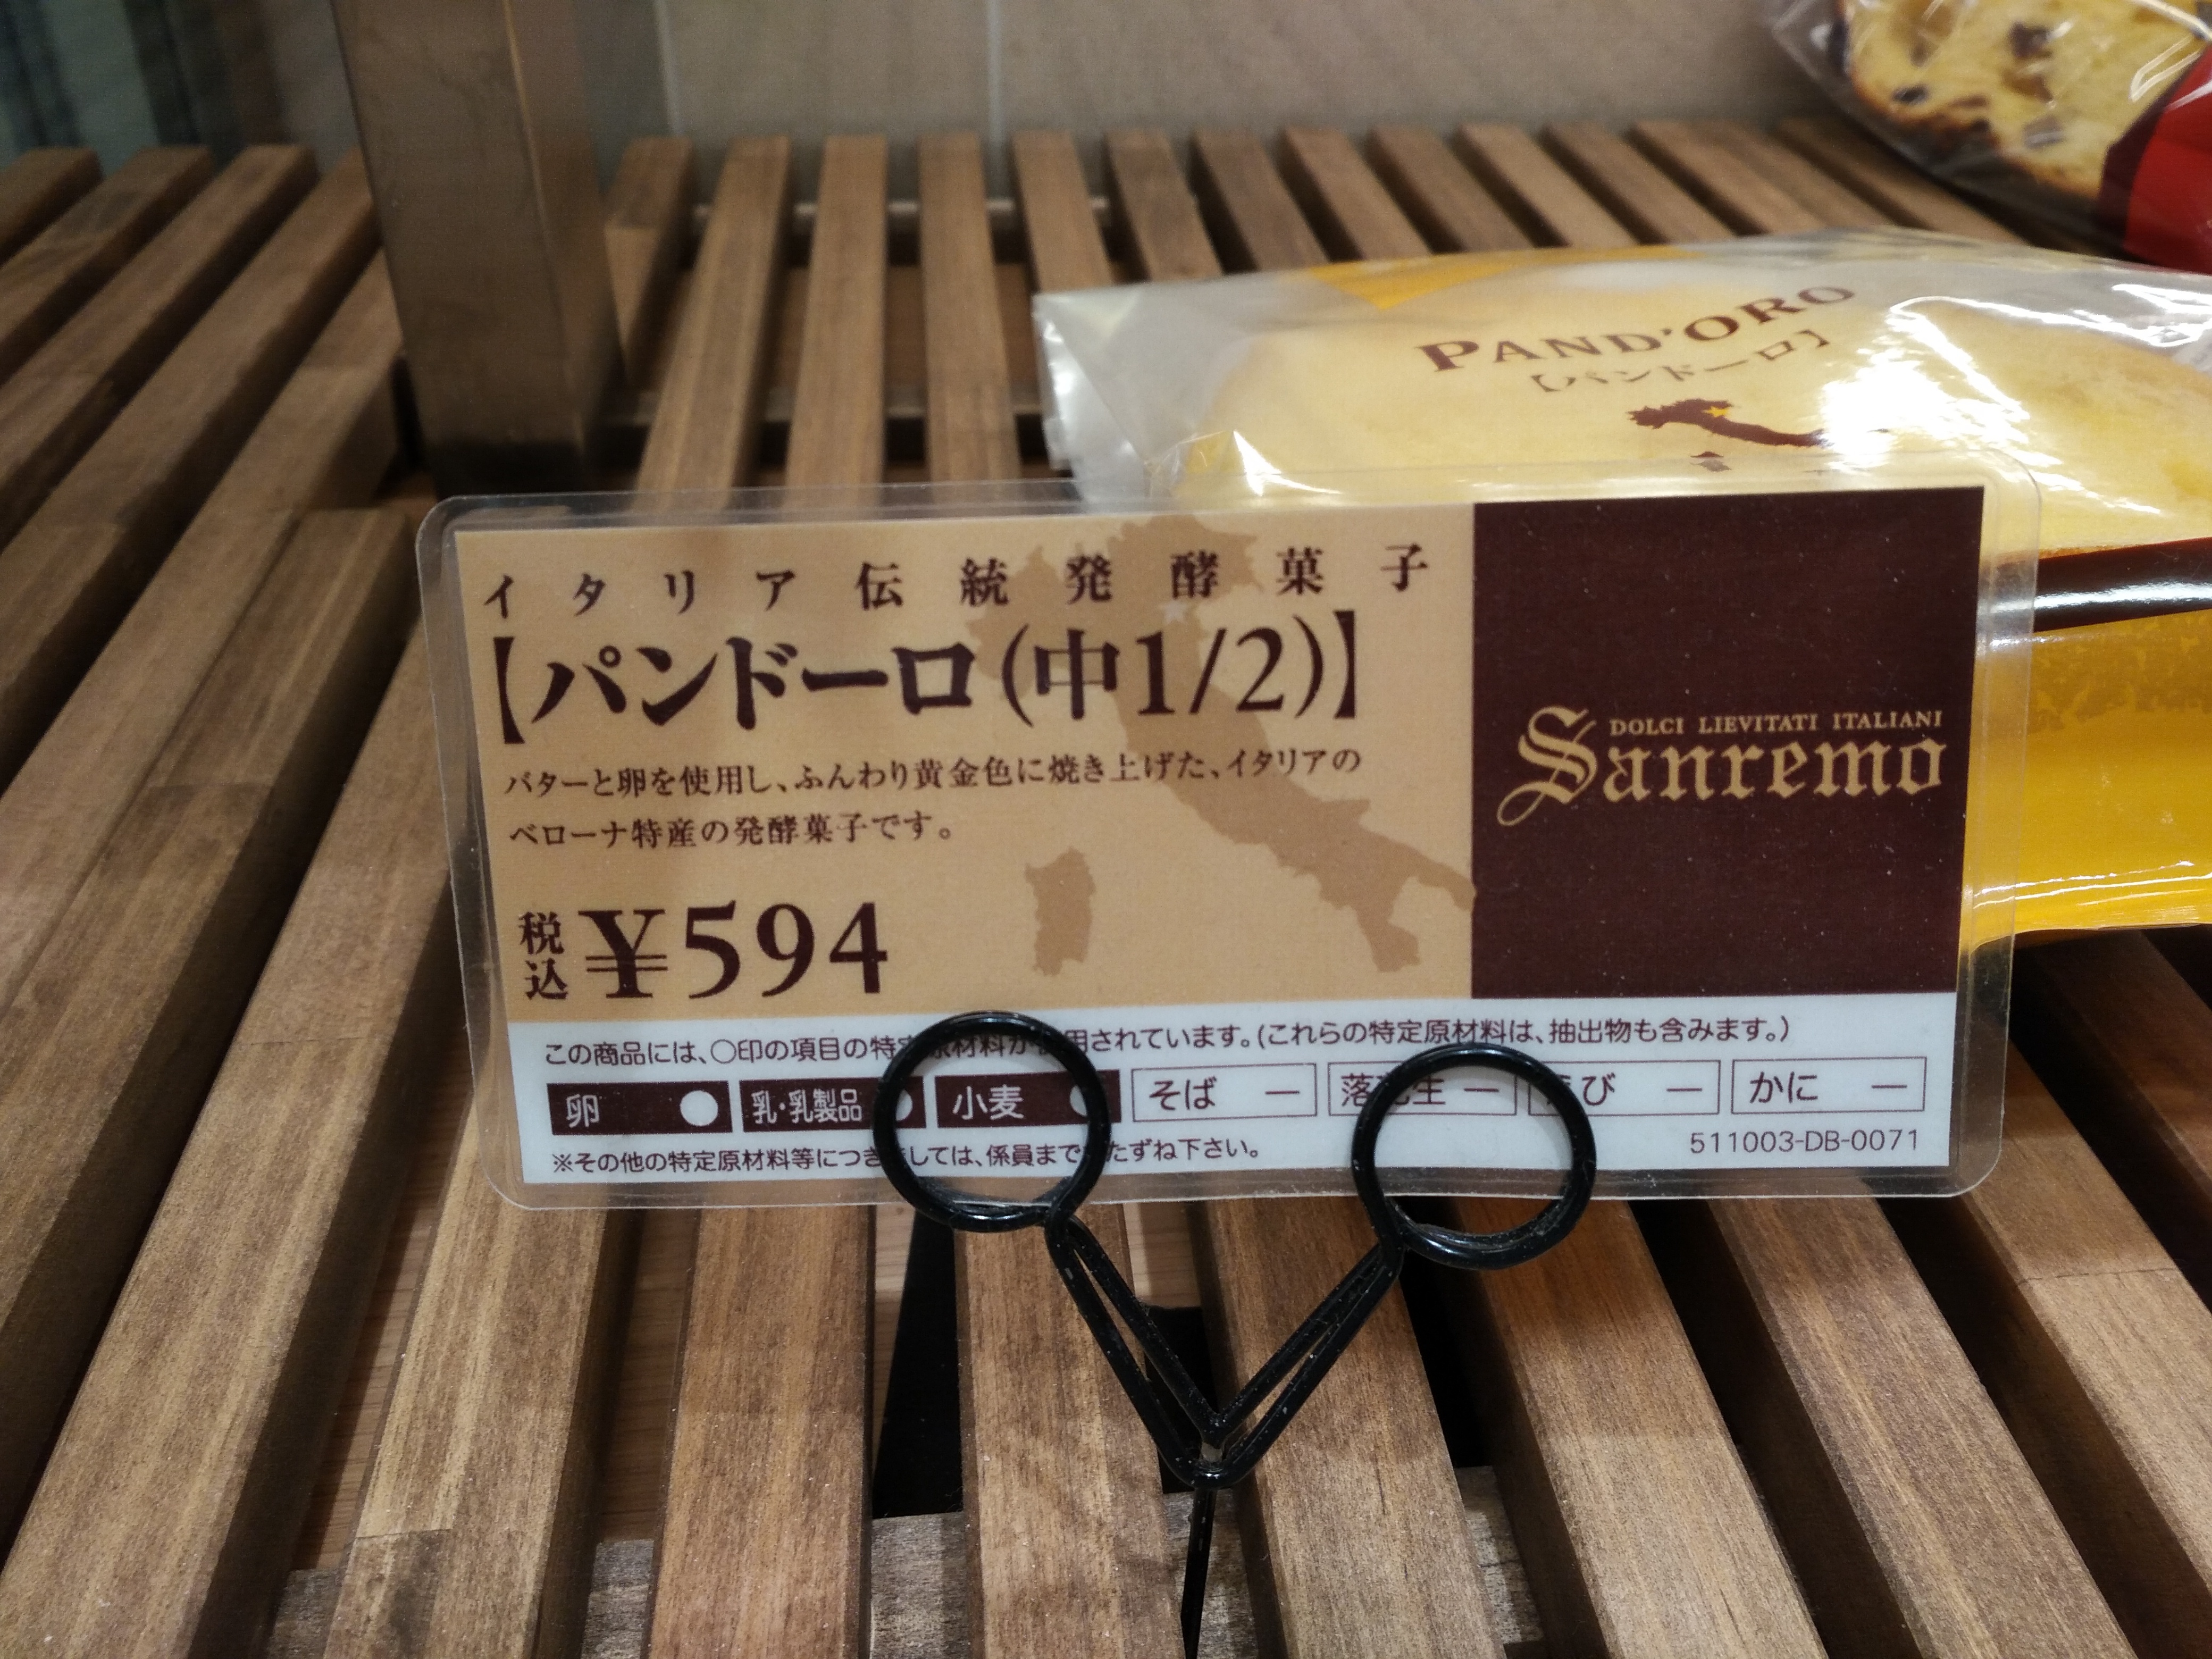 PAND'ORO
【パンドーロ】
イタリア伝統発酵菓子
【パンドーロ(中1/2)】
バターと卵を使用し、ふんわり黄金色に焼き上げた、イタリアの
ベローナ特産の発酵菓子です。
税込 ¥594
DOLCI LIEVITATI ITALIANI
Sanremo
この商品には、○印の項目の特定原材料が使用されています。(これらの特定原材料は、抽出物も含みます。)
卵 ● 乳・乳製品 ● 小麦 ● そば ー 落花生 ー えび ー かに ー
※その他の特定原材料等につきましては、係員までおたずね下さい。
511003-DB-0071